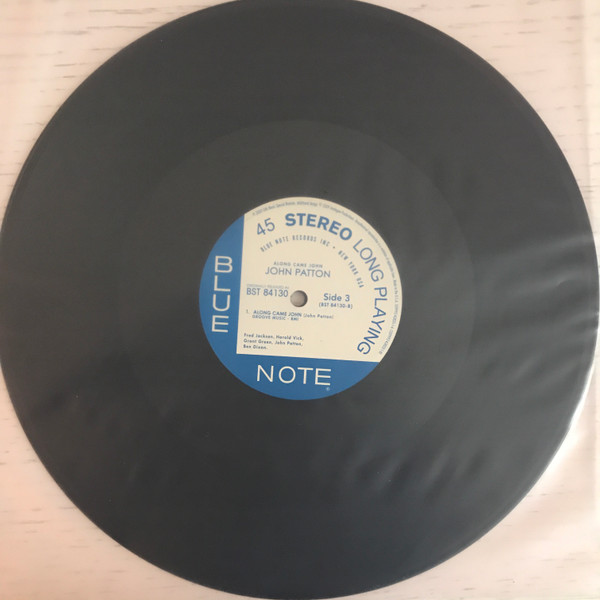 45 STEREO LONG PLAYING
BLUE NOTE RECORDS INC • NEW YORK USA
ALONG CAME JOHN
JOHN PATTON
BST 84130
Side 3
(BST 84130-B)
1. ALONG CAME JOHN (John Patton)
GROOVE MUSIC - BMI
Fred Jackson, Harold Vick,
Grant Green, John Patton,
Ben Dixon.
BLUE
NOTE